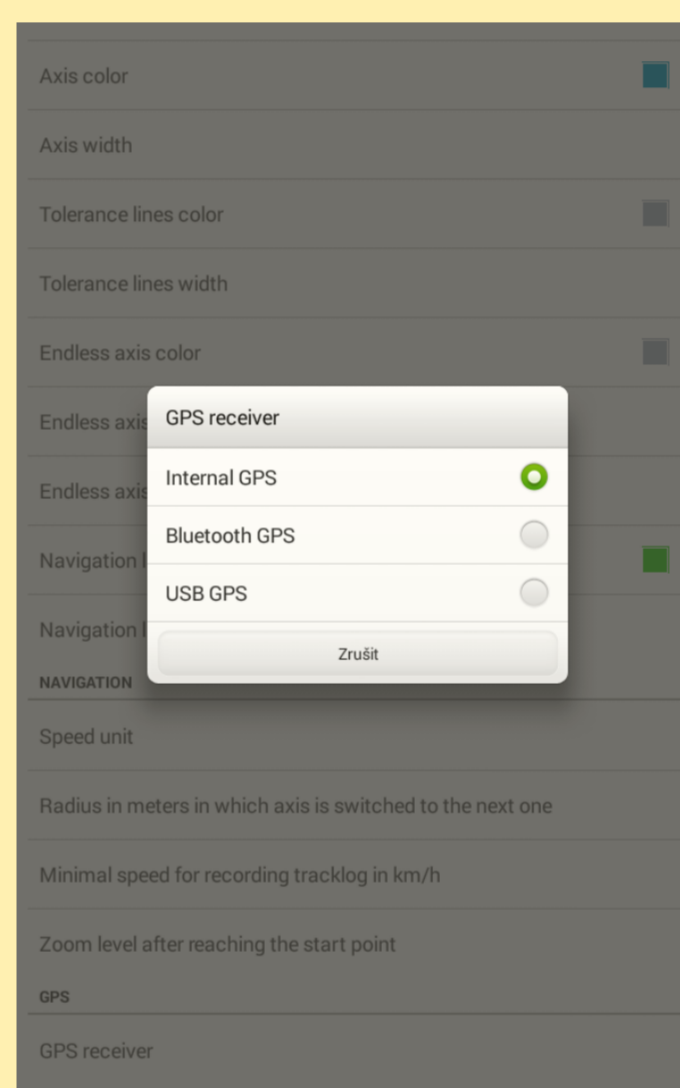 Axis color
Axis width
Tolerance lines color
Tolerance lines width
Endless axis color
Endless axis
GPS receiver
Internal GPS
Endless axis
Bluetooth GPS
Navigation
USB GPS
Navigation
Zrušit
NAVIGATION
Speed unit
Radius in meters in which axis is switched to the next one
Minimal speed for recording tracklog in km/h
Zoom level after reaching the start point
GPS
GPS receiver